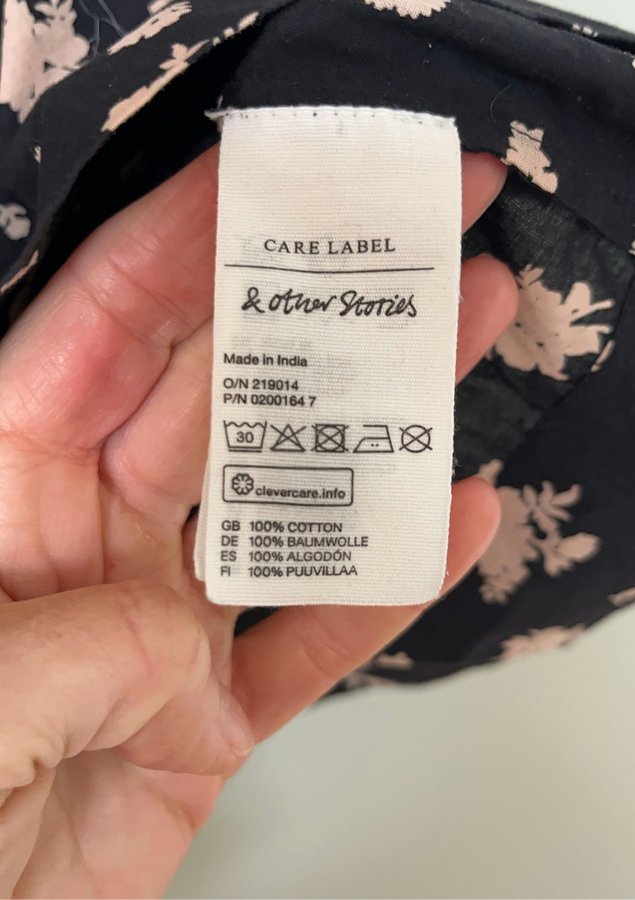 CARE LABEL
& other Stories
Made in India
O/N 219014
P/N 0200164 7
30
clevercare.info
GB 100% COTTON
DE 100% BAUMWOLLE
ES 100% ALGODÓN
FI 100% PUUVILLAA